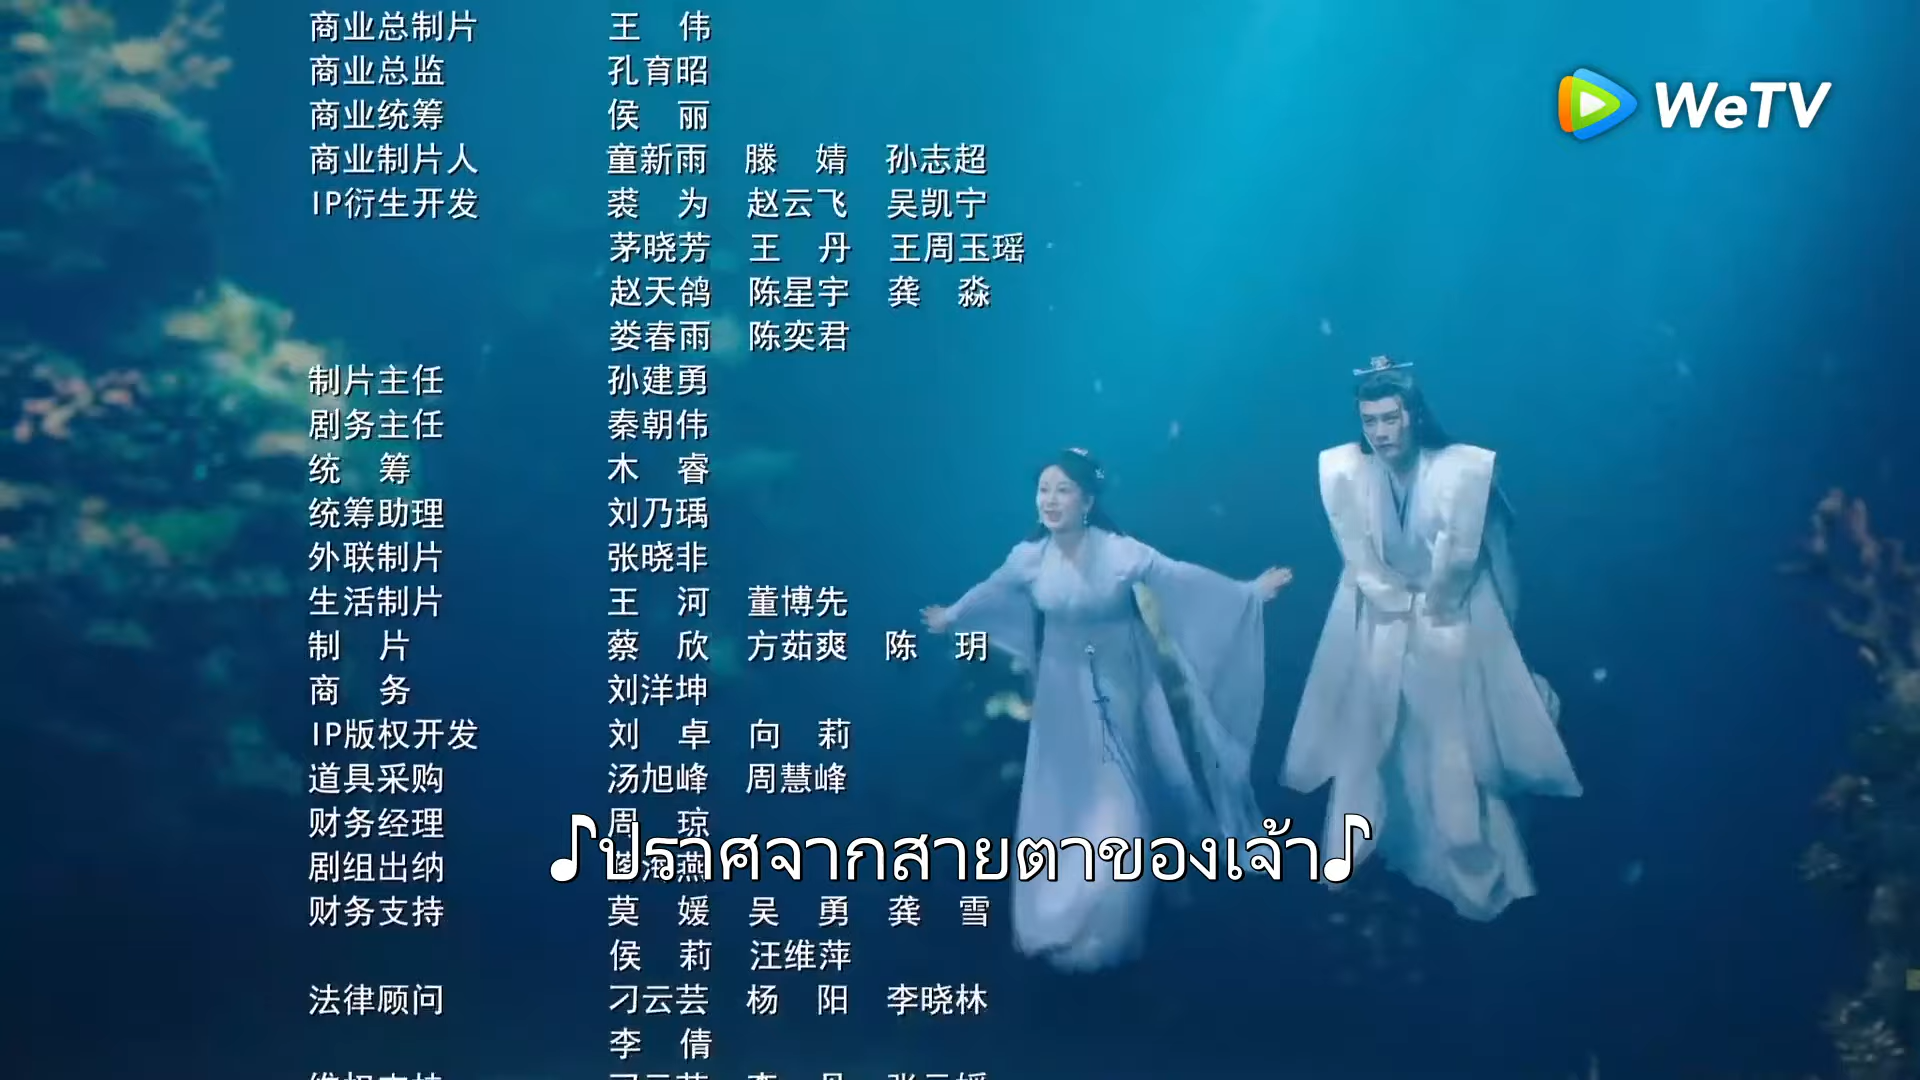 商业总制片 王 伟
WeTV
商业总监 孔育昭
商业统筹 侯 丽
商业制片人 童新雨 滕 婧 孙志超
IP衍生开发 裘 为 赵云飞 吴凯宁
茅晓芳 王 丹 王周玉瑶
赵天鸽 陈星宇 龚 淼
娄春雨 陈奕君
制片主任 孙建勇
剧务主任 秦朝伟
统 筹 木 睿
统筹助理 刘乃瑀
外联制片 张晓非
生活制片 王 河 董博先
制 片 蔡 欣 方茹爽 陈 玥
商 务 刘洋坤
IP版权开发 刘 卓 向 莉
道具采购 汤旭峰 周慧峰
财务经理 周 琼
♪ปราศจากสายตาของเจ้า♪
剧组出纳
财务支持 莫 媛 吴 勇 龚 雪
侯 莉 汪维萍
法律顾问 刁云芸 杨 阳 李晓林
李 倩